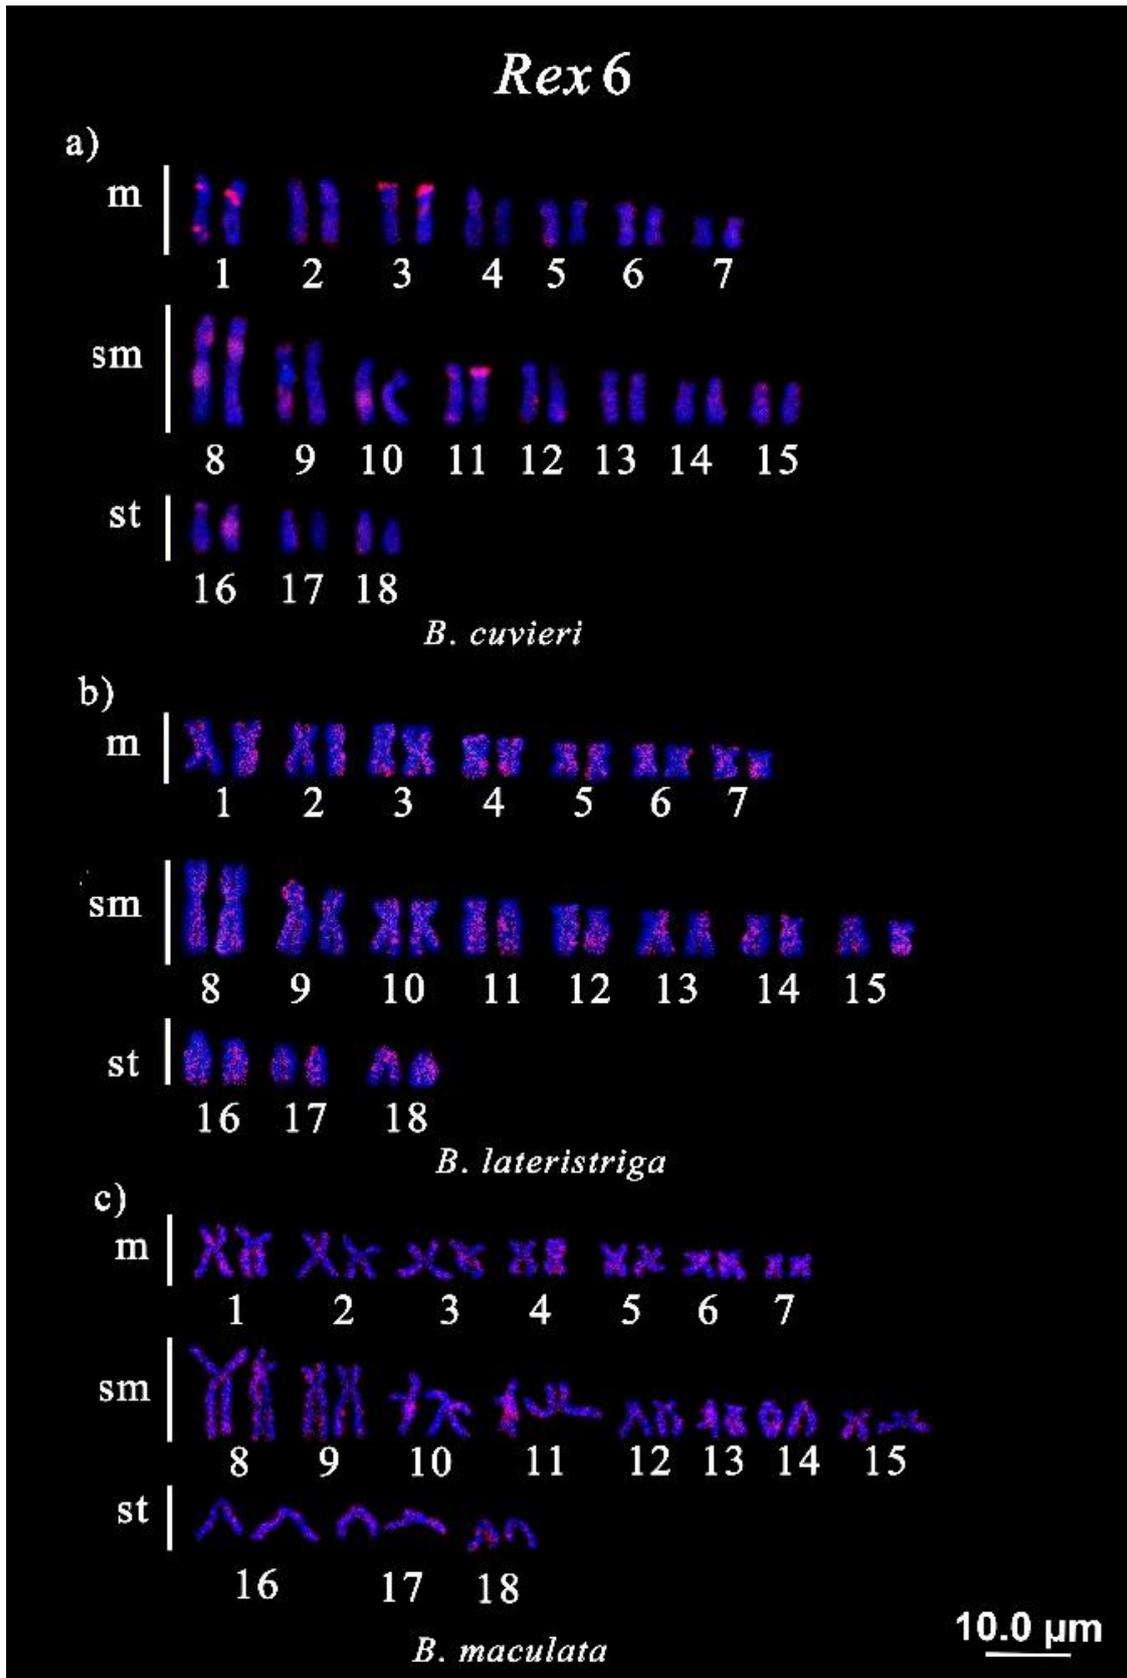 Rex 6
a)
m
1 2 3 4 5 6 7
sm
8 9 10 11 12 13 14 15
st
16 17 18
B. cuvieri
b)
m
1 2 3 4 5 6 7
sm
8 9 10 11 12 13 14 15
st
16 17 18
B. lateristriga
c)
m
1 2 3 4 5 6 7
sm
8 9 10 11 12 13 14 15
st
16 17 18
10.0 µm
B. maculata